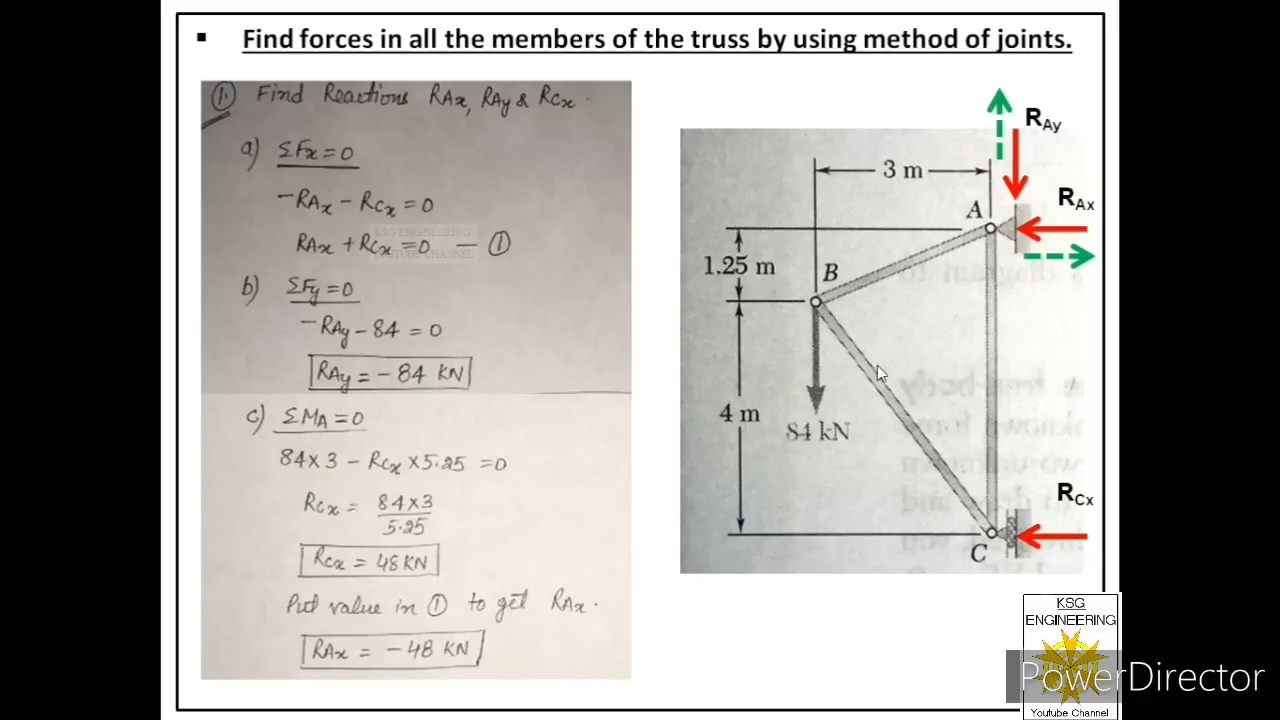 ▪ Find forces in all the members of the truss by using method of joints.
1. Find Reactions RAx, RAy & RCx.
a) ΣFx=0
-RAx - RCx = 0
RAx + RCx = 0 — ①
KSG ENGINEERING
YOUTUBE CHANNEL
b) ΣFy=0
-RAy - 84 = 0
RAy = -84 KN
c) ΣMA=0
84×3 - RCx × 5.25 = 0
RCx = 84×3
5.25
RCx = 48 KN
Put value in ① to get RAx.
RAx = -48 KN
RAy
3 m
RAx
A
1.25 m
B
4 m
84 kN
RCx
C
KSG
ENGINEERING
PowerDirector
Youtube Channel